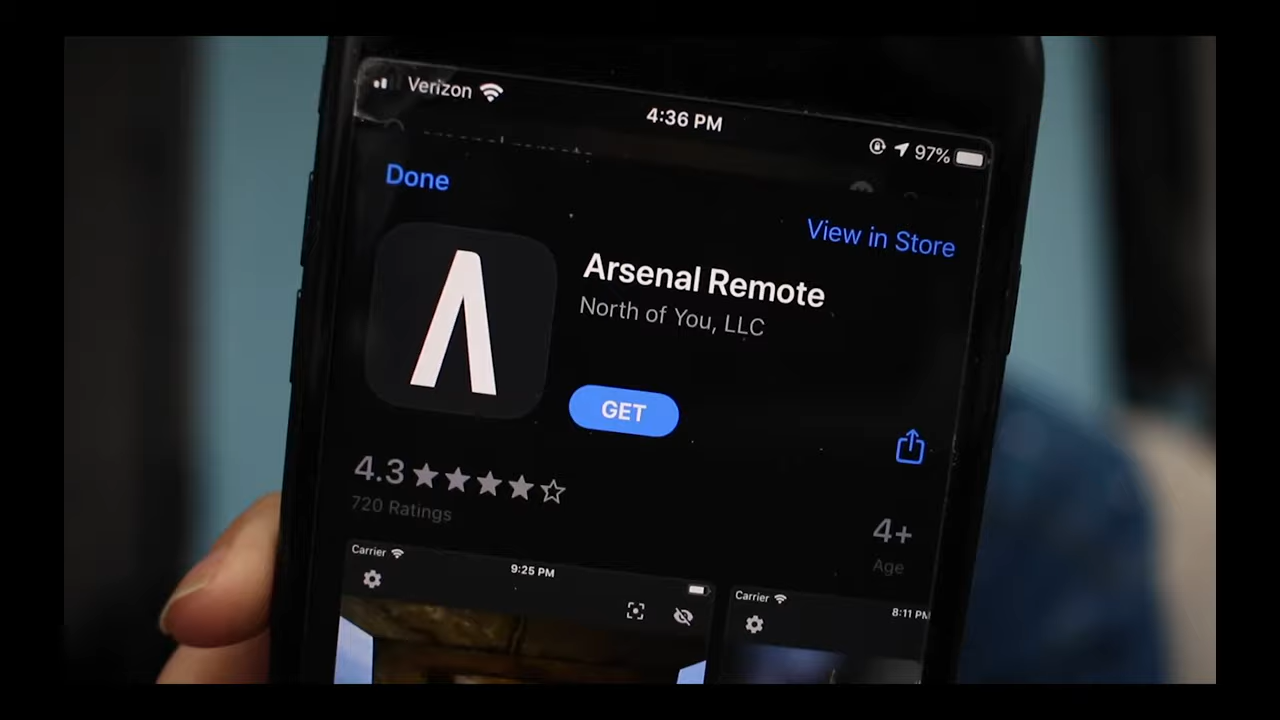 Verizon
4:36 PM
97%
Done
View in Store
Arsenal Remote
North of You, LLC
GET
4.3
720 Ratings
4+
Age
Carrier
9:25 PM
Carrier
8:11 PM